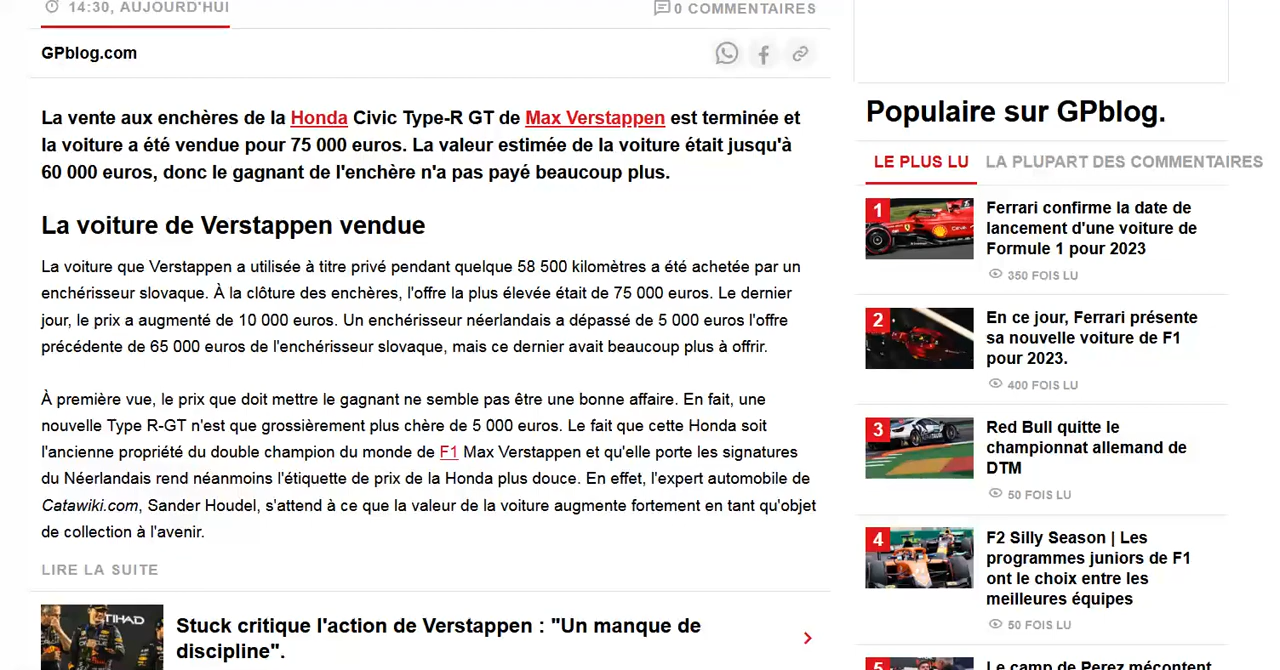 14:30, AUJOURD'HUI
0 COMMENTAIRES
GPblog.com
La vente aux enchères de la Honda Civic Type-R GT de Max Verstappen est terminée et
la voiture a été vendue pour 75 000 euros. La valeur estimée de la voiture était jusqu'à
60 000 euros, donc le gagnant de l'enchère n'a pas payé beaucoup plus.
La voiture de Verstappen vendue
La voiture que Verstappen a utilisée à titre privé pendant quelque 58 500 kilomètres a été achetée par un
enchérisseur slovaque. À la clôture des enchères, l'offre la plus élevée était de 75 000 euros. Le dernier
jour, le prix a augmenté de 10 000 euros. Un enchérisseur néerlandais a dépassé de 5 000 euros l'offre
précédente de 65 000 euros de l'enchérisseur slovaque, mais ce dernier avait beaucoup plus à offrir.
À première vue, le prix que doit mettre le gagnant ne semble pas être une bonne affaire. En fait, une
nouvelle Type R-GT n'est que grossièrement plus chère de 5 000 euros. Le fait que cette Honda soit
l'ancienne propriété du double champion du monde de F1 Max Verstappen et qu'elle porte les signatures
du Néerlandais rend néanmoins l'étiquette de prix de la Honda plus douce. En effet, l'expert automobile de
Catawiki.com, Sander Houdel, s'attend à ce que la valeur de la voiture augmente fortement en tant qu'objet
de collection à l'avenir.
LIRE LA SUITE
Stuck critique l'action de Verstappen : "Un manque de
discipline".
Populaire sur GPblog.
LE PLUS LU
LA PLUPART DES COMMENTAIRES
1
Ferrari confirme la date de
lancement d'une voiture de
Formule 1 pour 2023
350 FOIS LU
2
En ce jour, Ferrari présente
sa nouvelle voiture de F1
pour 2023.
400 FOIS LU
3
Red Bull quitte le
championnat allemand de
DTM
50 FOIS LU
4
F2 Silly Season | Les
programmes juniors de F1
ont le choix entre les
meilleures équipes
50 FOIS LU
5
Le camp de Perez mécontent